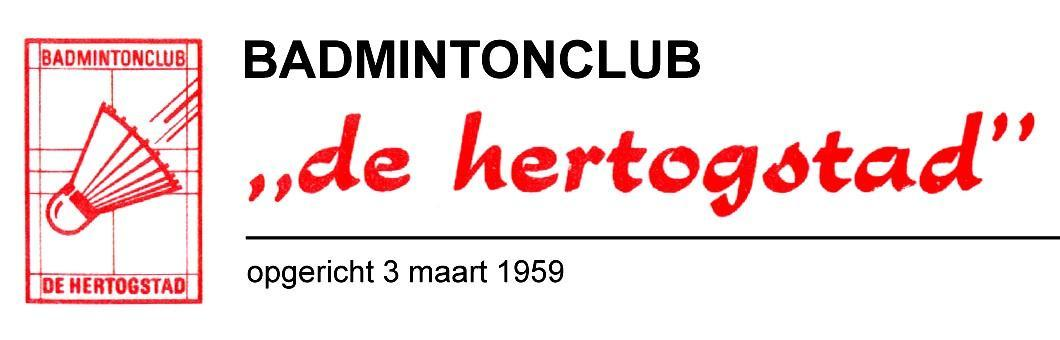 BADMINTONCLUB
DE HERTOGSTAD
BADMINTONCLUB
„de hertogstad”
opgericht 3 maart 1959